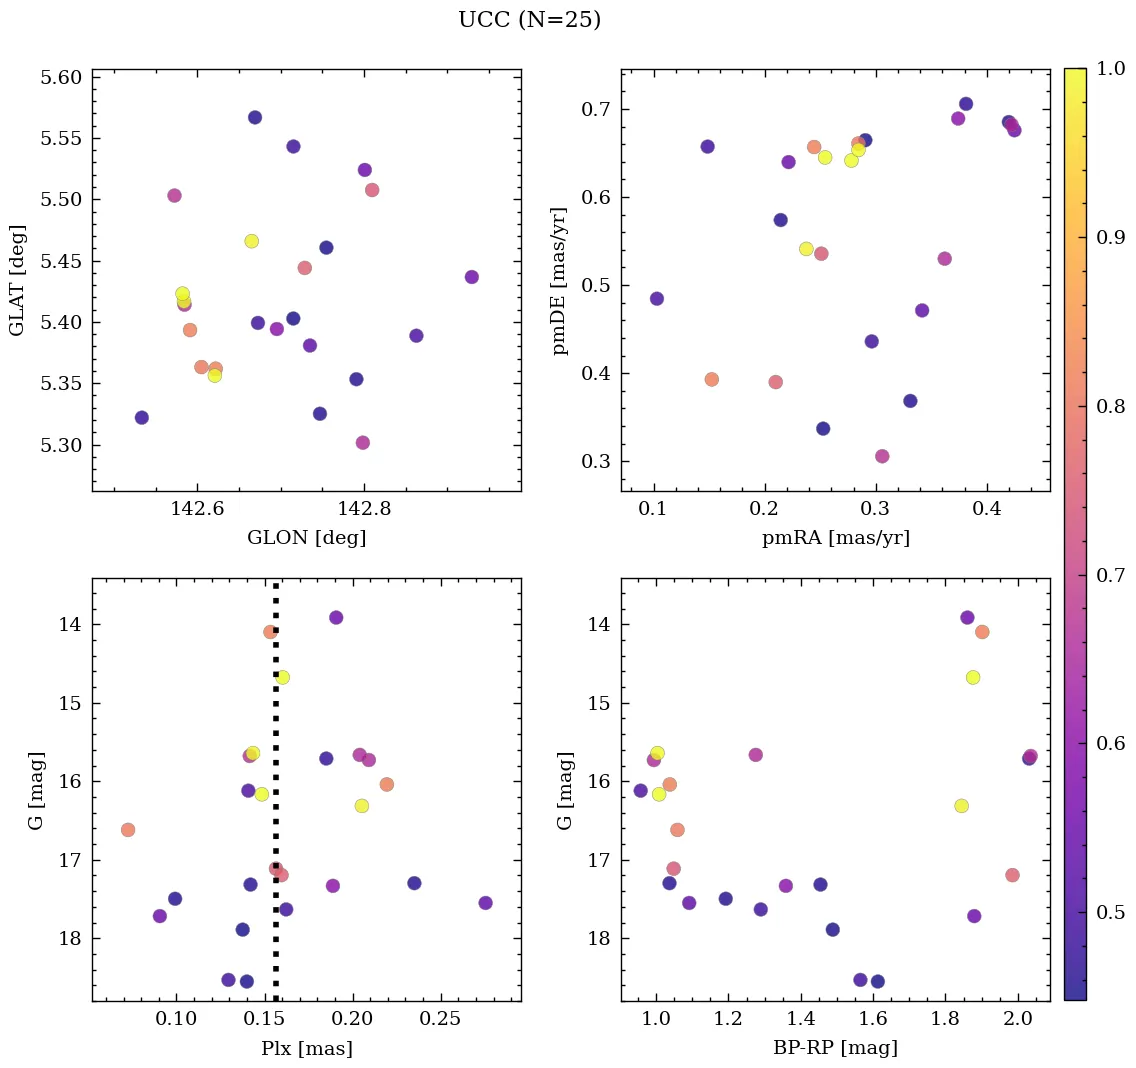 UCC (N=25)
5.60
5.55
5.50
5.45
5.40
5.35
5.30
GLAT [deg]
142.6 142.8
GLON [deg]
0.7
0.6
0.5
0.4
0.3
pmDE [mas/yr]
0.1 0.2 0.3 0.4
pmRA [mas/yr]
14
15
16
17
18
G [mag]
0.10 0.15 0.20 0.25
Plx [mas]
14
15
16
17
18
G [mag]
1.0 1.2 1.4 1.6 1.8 2.0
BP-RP [mag]
1.0
0.9
0.8
0.7
0.6
0.5